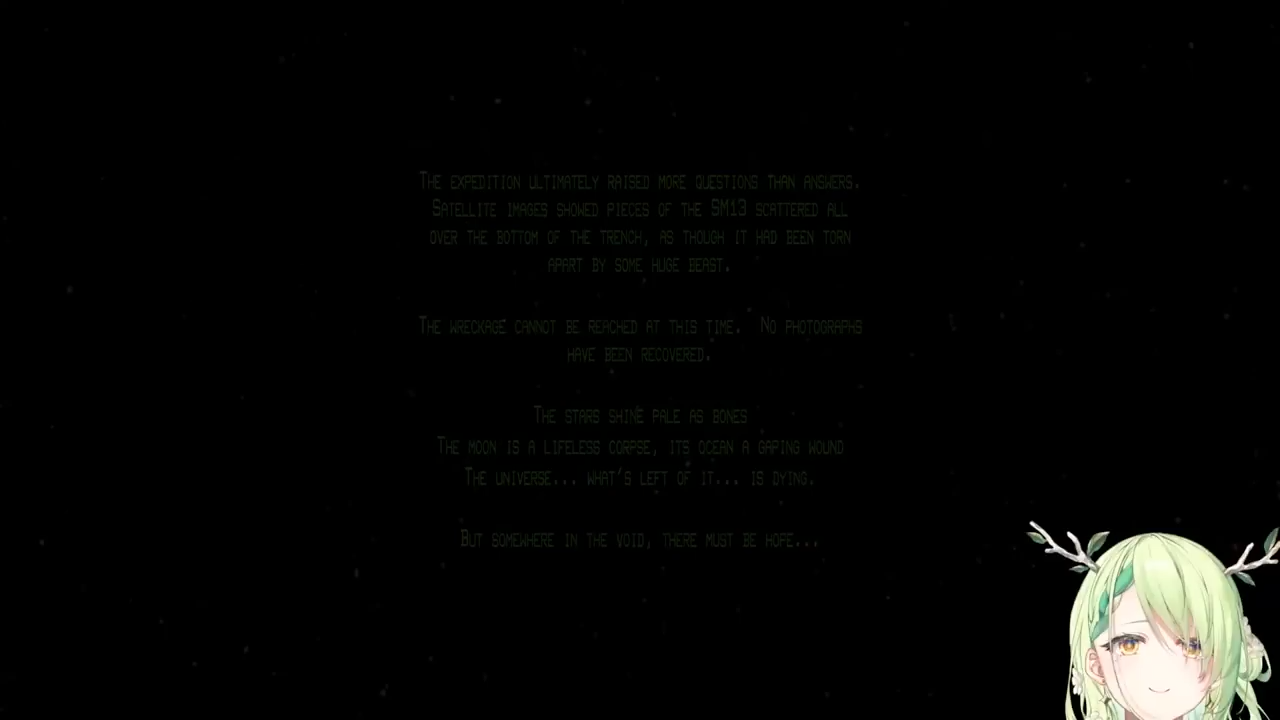 The expedition ultimately raised more questions than answers.
Satellite images showed pieces of the SM13 scattered all
over the bottom of the trench, as though it had been torn
apart by some huge beast.
The wreckage cannot be reached at this time. No photographs
have been recovered.
The stars shine pale as bones
The moon is a lifeless corpse, its ocean a gaping wound
The universe... what's left of it... is dying.
But somewhere in the void, there must be hope...